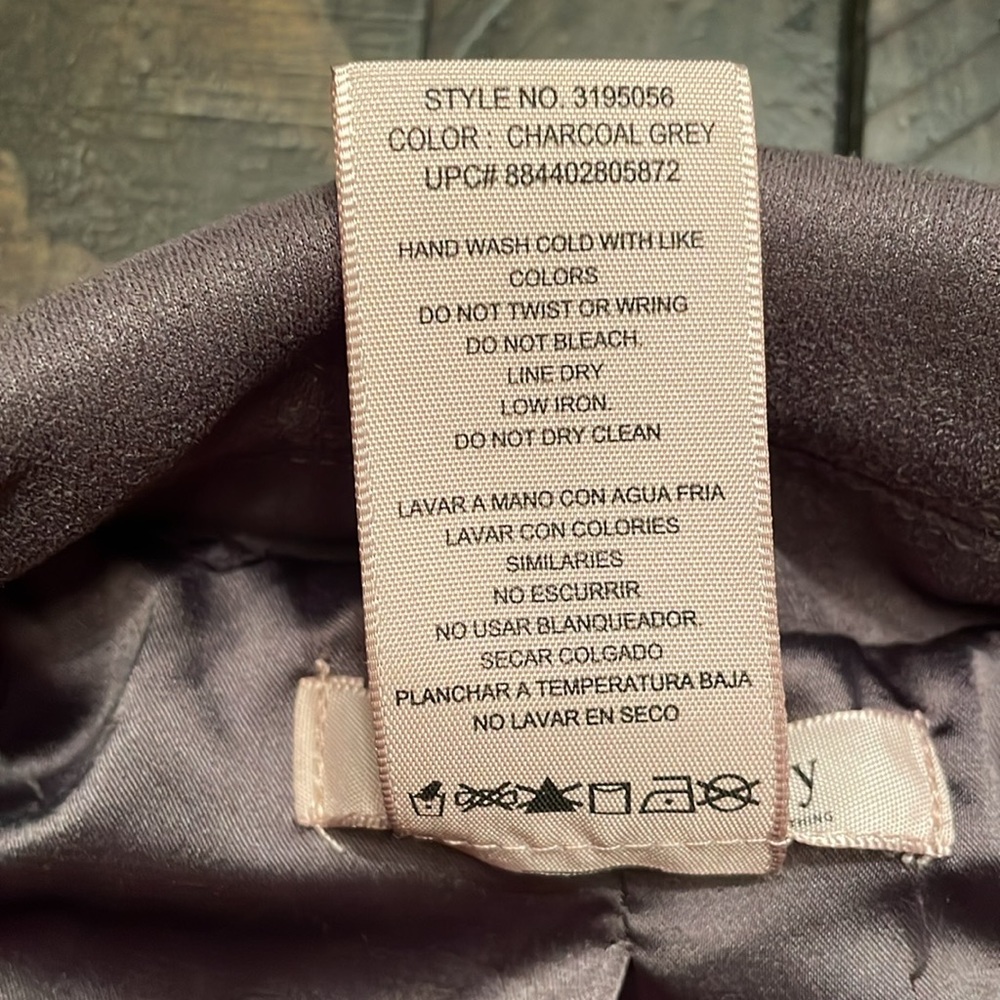 STYLE NO. 3195056
COLOR : CHARCOAL GREY
UPC# 884402805872
HAND WASH COLD WITH LIKE
COLORS
DO NOT TWIST OR WRING
DO NOT BLEACH.
LINE DRY
LOW IRON.
DO NOT DRY CLEAN
LAVAR A MANO CON AGUA FRIA
LAVAR CON COLORIES
SIMILARIES
NO ESCURRIR
NO USAR BLANQUEADOR.
SECAR COLGADO
PLANCHAR A TEMPERATURA BAJA
NO LAVAR EN SECO
y